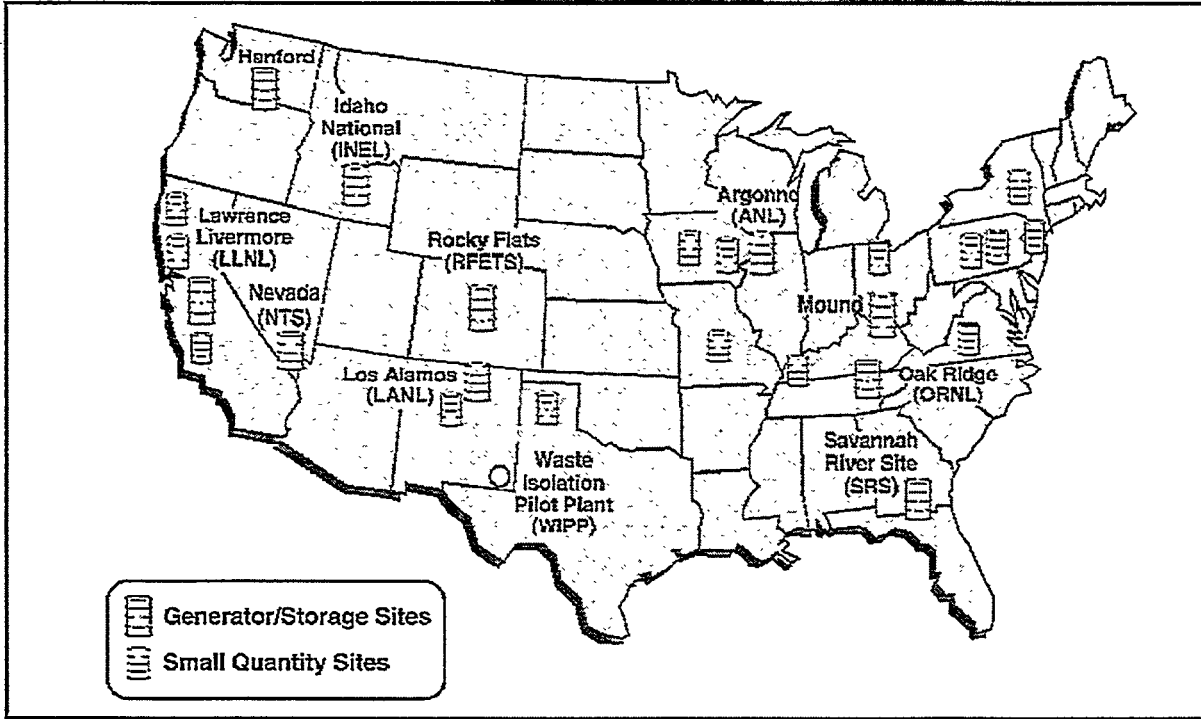 Hanford
Idaho
National
(INEL)
Lawrance
Livermore
(LLNL)
Nevada
(NTS)
Rocky Flats
(RFETS)
Argonne
(ANL)
Mound
Los Alamos
(LANL)
Oak Ridge
(ORNL)
Waste
Isolation
Pilot Plant
(WIPP)
Savannah
River Site
(SRS)
Generator/Storage Sites
Small Quantity Sites